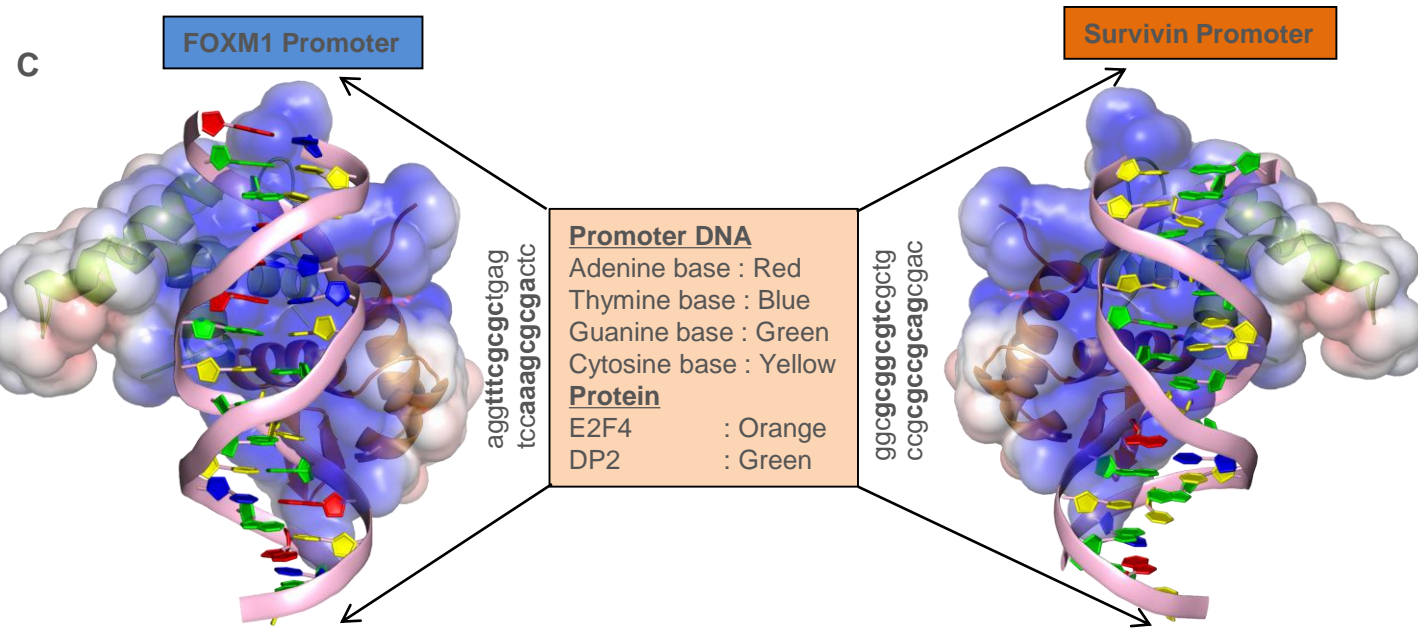 C
FOXM1 Promoter
Survivin Promoter
aggtttcgcgctgag
tccaaagcgcgactc
Promoter DNA
Adenine base : Red
Thymine base : Blue
Guanine base : Green
Cytosine base : Yellow
Protein
E2F4 : Orange
DP2 : Green
ggcgcggcgtcgctg
ccgcgccgcagcgac